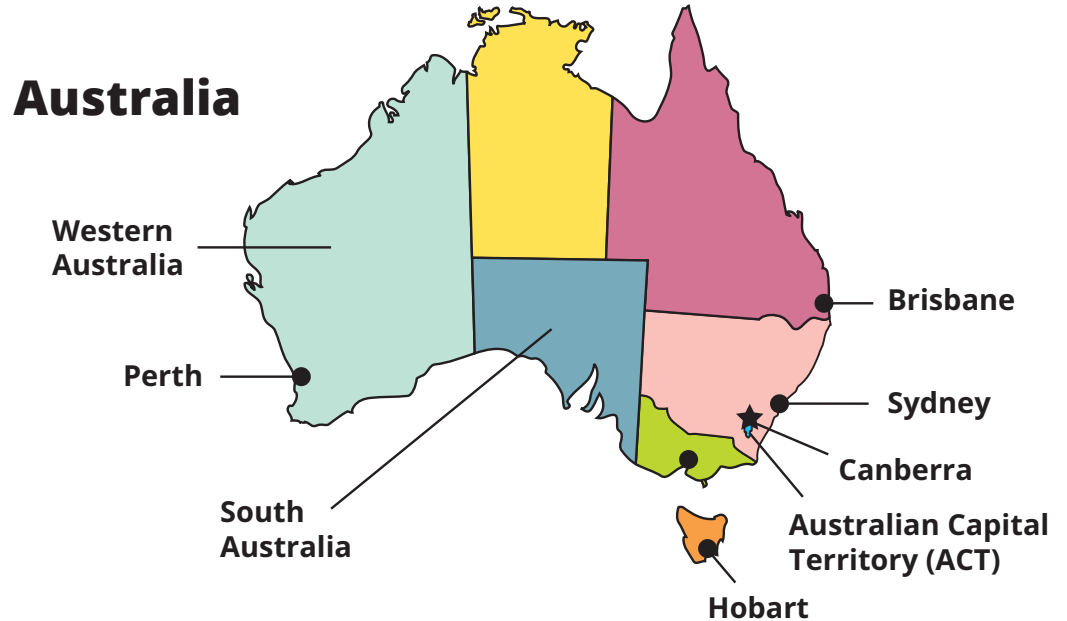 Australia
Western
Australia
Perth
South
Australia
Brisbane
Sydney
Canberra
Australian Capital
Territory (ACT)
Hobart